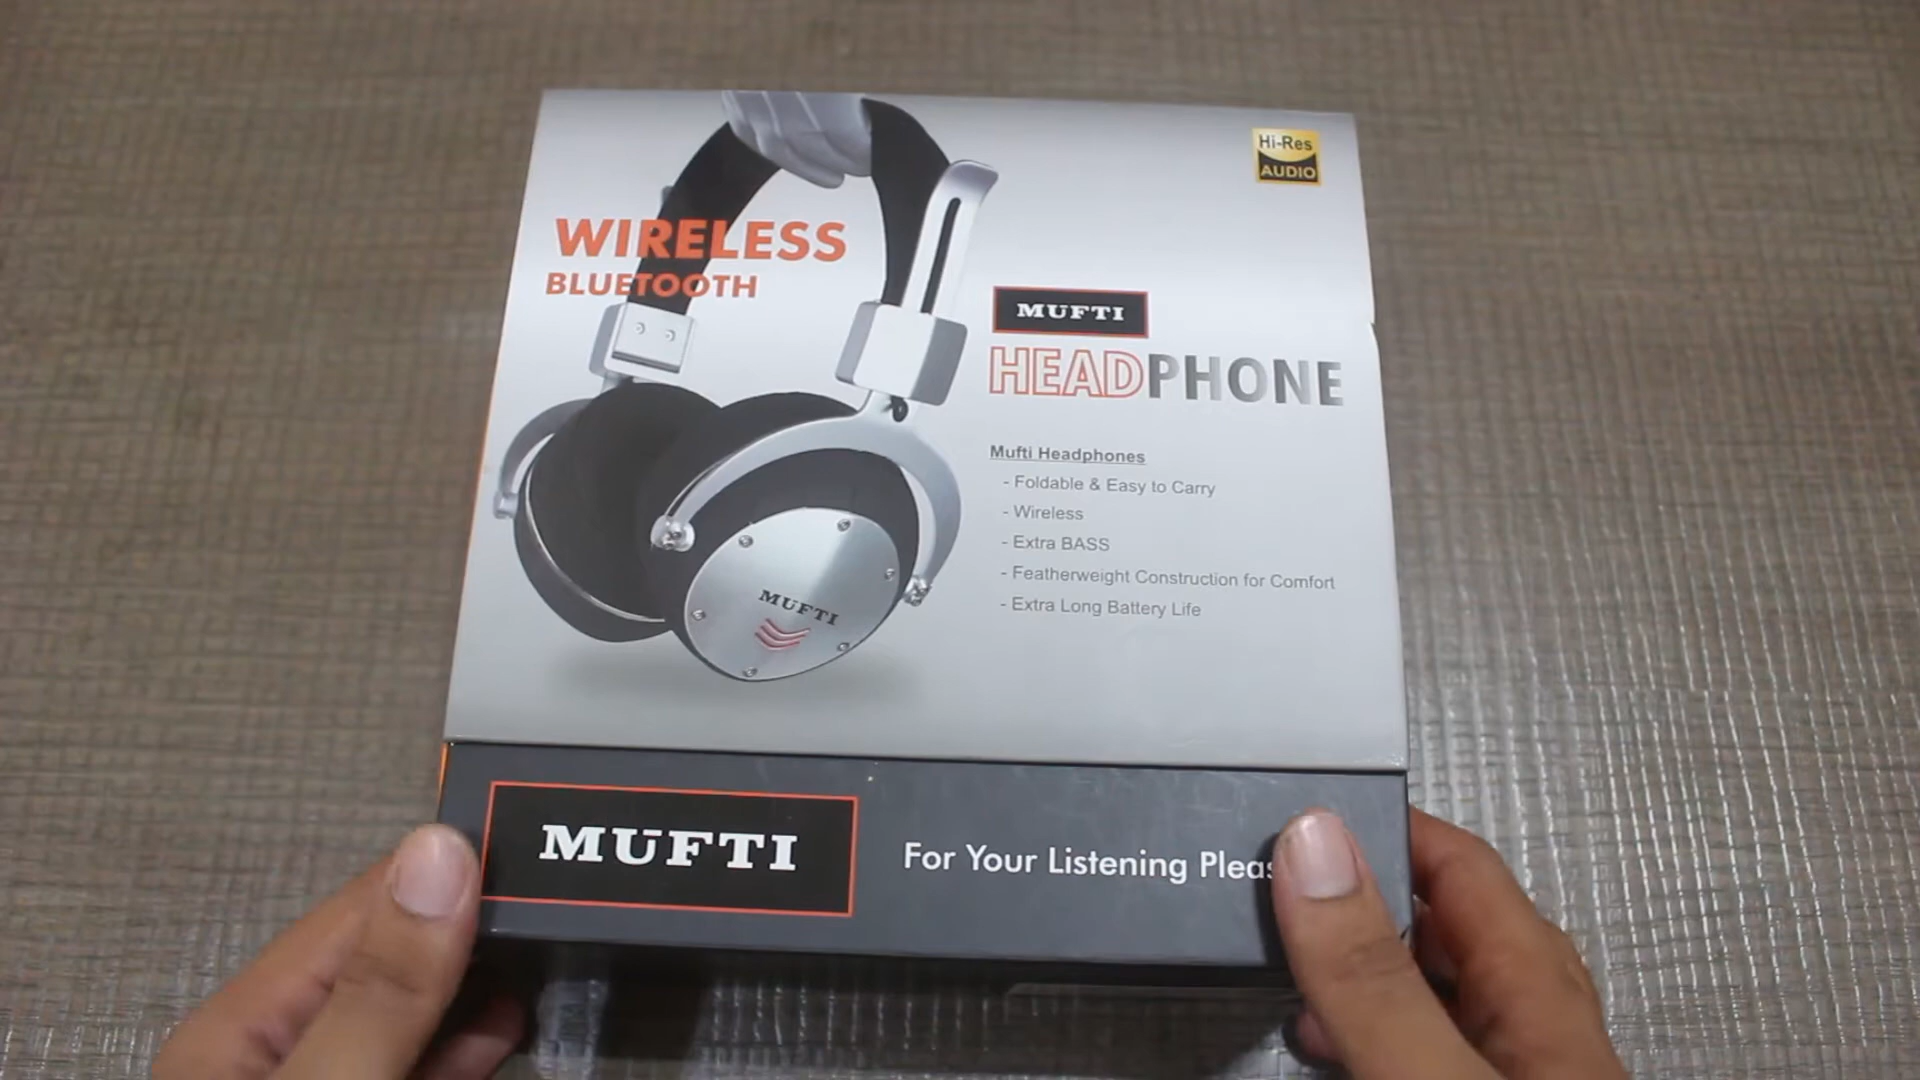 Hi-Res
AUDIO
WIRELESS
BLUETOOTH
MUFTI
HEADPHONE
Mufti Headphones
- Foldable & Easy to Carry
- Wireless
- Extra BASS
- Featherweight Construction for Comfort
- Extra Long Battery Life
MUFTI
MŪFTI
For Your Listening